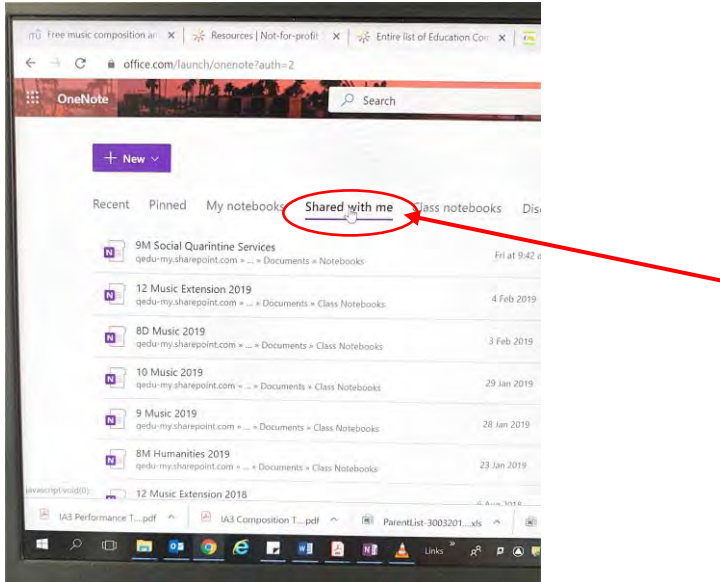 Free music composition an
Resources | Not-for-profit
Entire list of Education Co
office.com/launch/onenote?auth=2
OneNote
Search
+ New
Recent Pinned My notebooks Shared with me Class notebooks Dis
9M Social Quarintine Services
qedu-my.sharepoint.com » ... » Documents » Notebooks
Fri at 9:42 a
12 Music Extension 2019
qedu-my.sharepoint.com » ... » Documents » Class Notebooks
4 Feb 2019
8D Music 2019
qedu-my.sharepoint.com » ... » Documents » Class Notebooks
3 Feb 2019
10 Music 2019
qedu-my.sharepoint.com » ... » Documents » Class Notebooks
29 Jan 2019
9 Music 2019
qedu-my.sharepoint.com » ... » Documents » Class Notebooks
28 Jan 2019
8M Humanities 2019
qedu-my.sharepoint.com » ... » Documents » Class Notebooks
23 Jan 2019
javascript:void(0);
12 Music Extension 2018
IA3 Performance T....pdf
IA3 Composition T....pdf
ParentList-3003201....xls
Links